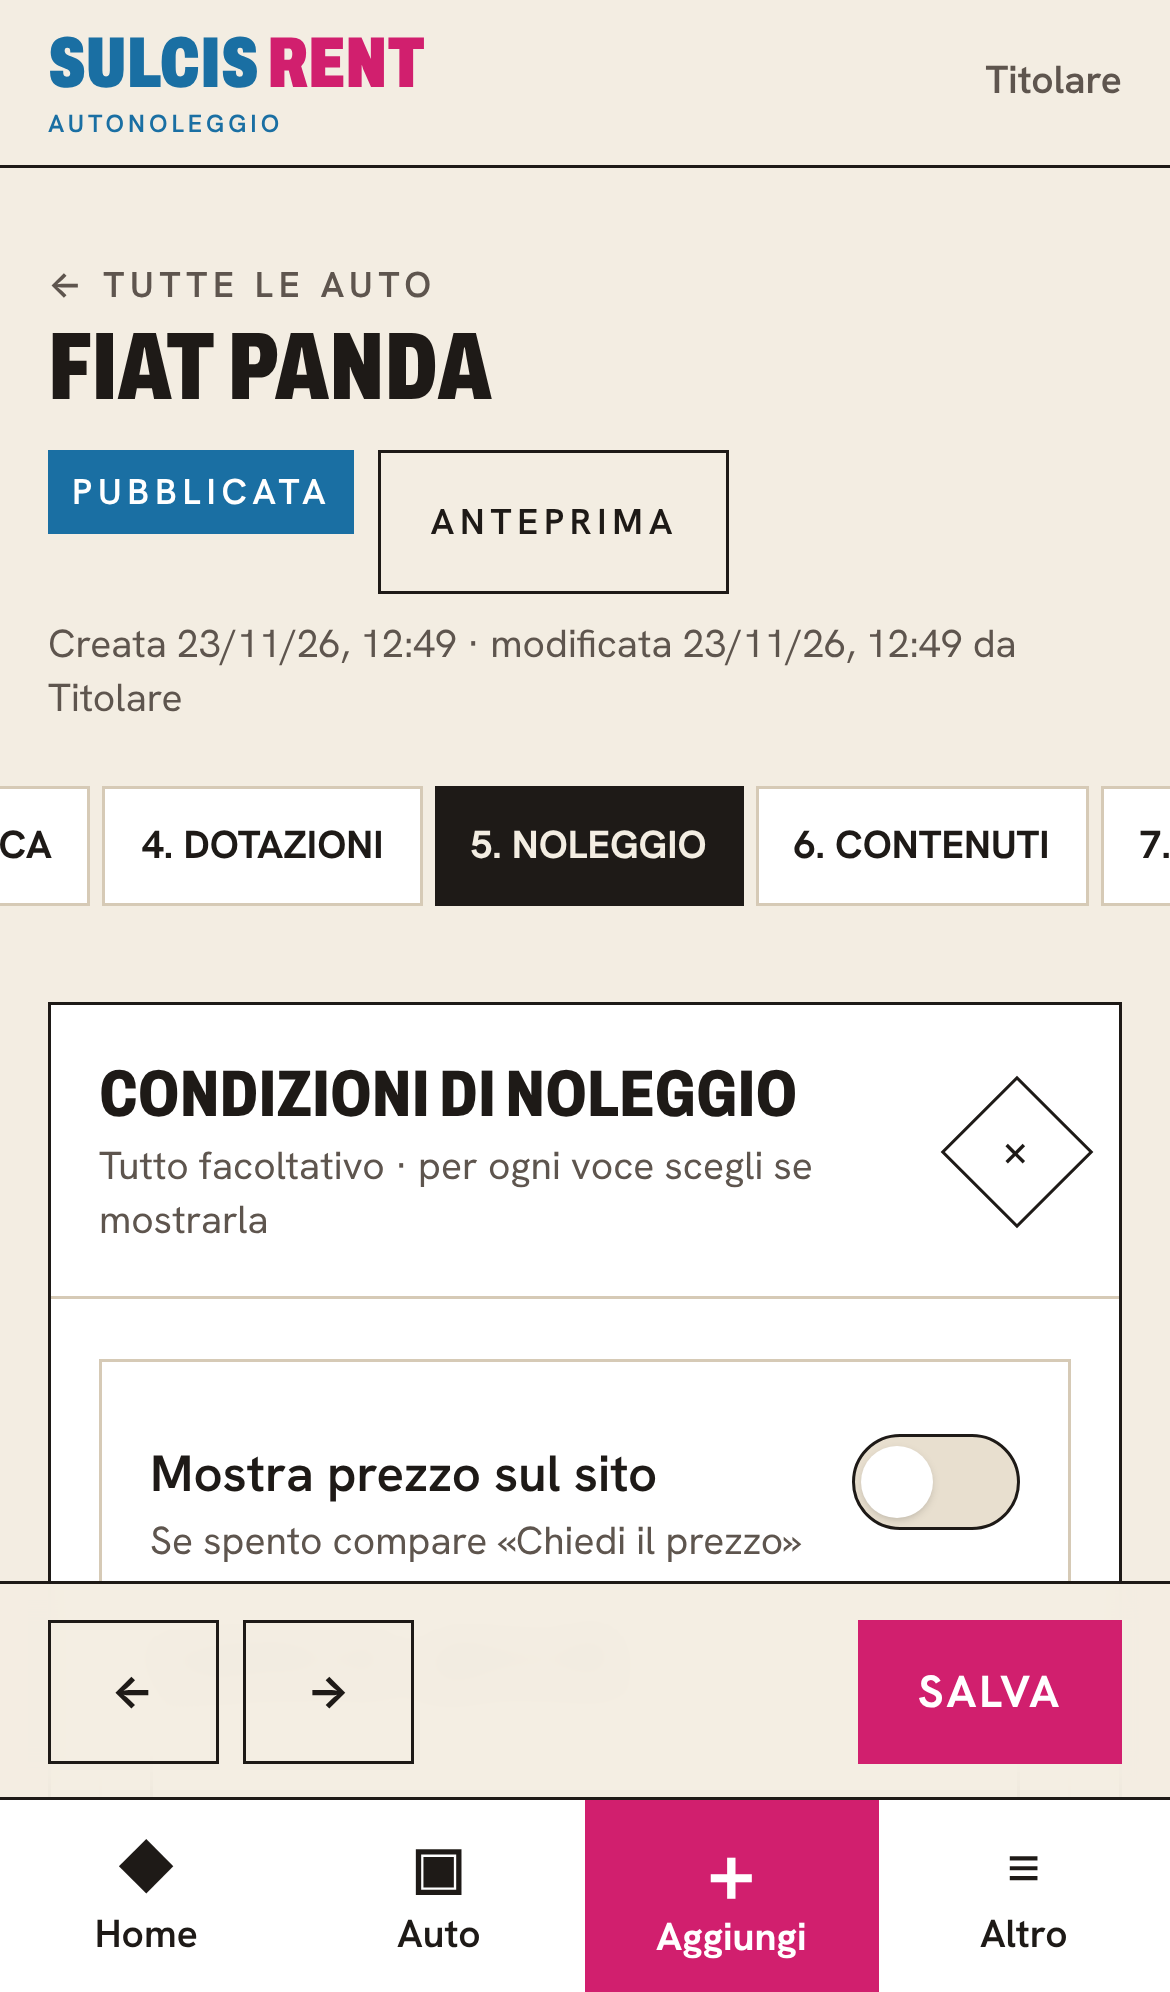 SULCIS RENT
AUTONOLEGGIO
Titolare
← TUTTE LE AUTO
FIAT PANDA
PUBBLICATA
ANTEPRIMA
Creata 23/11/26, 12:49 · modificata 23/11/26, 12:49 da
Titolare
CA
4. DOTAZIONI
5. NOLEGGIO
6. CONTENUTI
7.
CONDIZIONI DI NOLEGGIO
Tutto facoltativo · per ogni voce scegli se
mostrarla
×
Mostra prezzo sul sito
Se spento compare «Chiedi il prezzo»
← →
SALVA
Home
Auto
+
Aggiungi
Altro